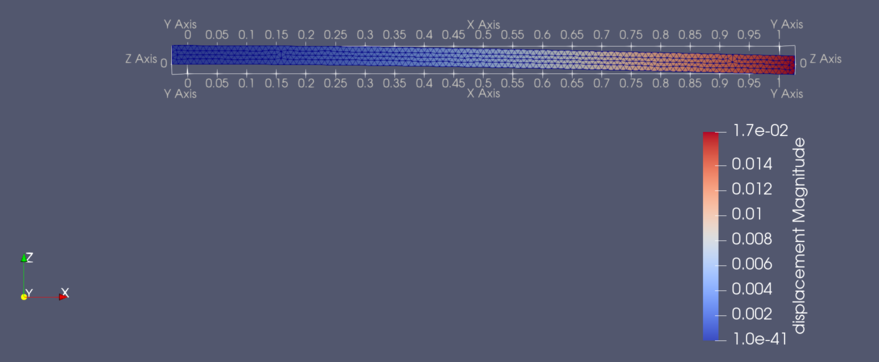 Y Axis X Axis Y Axis
0 0.05 0.1 0.15 0.2 0.25 0.3 0.35 0.4 0.45 0.5 0.55 0.6 0.65 0.7 0.75 0.8 0.85 0.9 0.95 1
Z Axis 0 0 Z Axis
0 0.05 0.1 0.15 0.2 0.25 0.3 0.35 0.4 0.45 0.5 0.55 0.6 0.65 0.7 0.75 0.8 0.85 0.9 0.95 1
Y Axis X Axis Y Axis
1.7e-02
0.014
0.012
0.01
0.008
0.006
0.004
0.002
1.0e-41
displacement Magnitude
Z
Y X